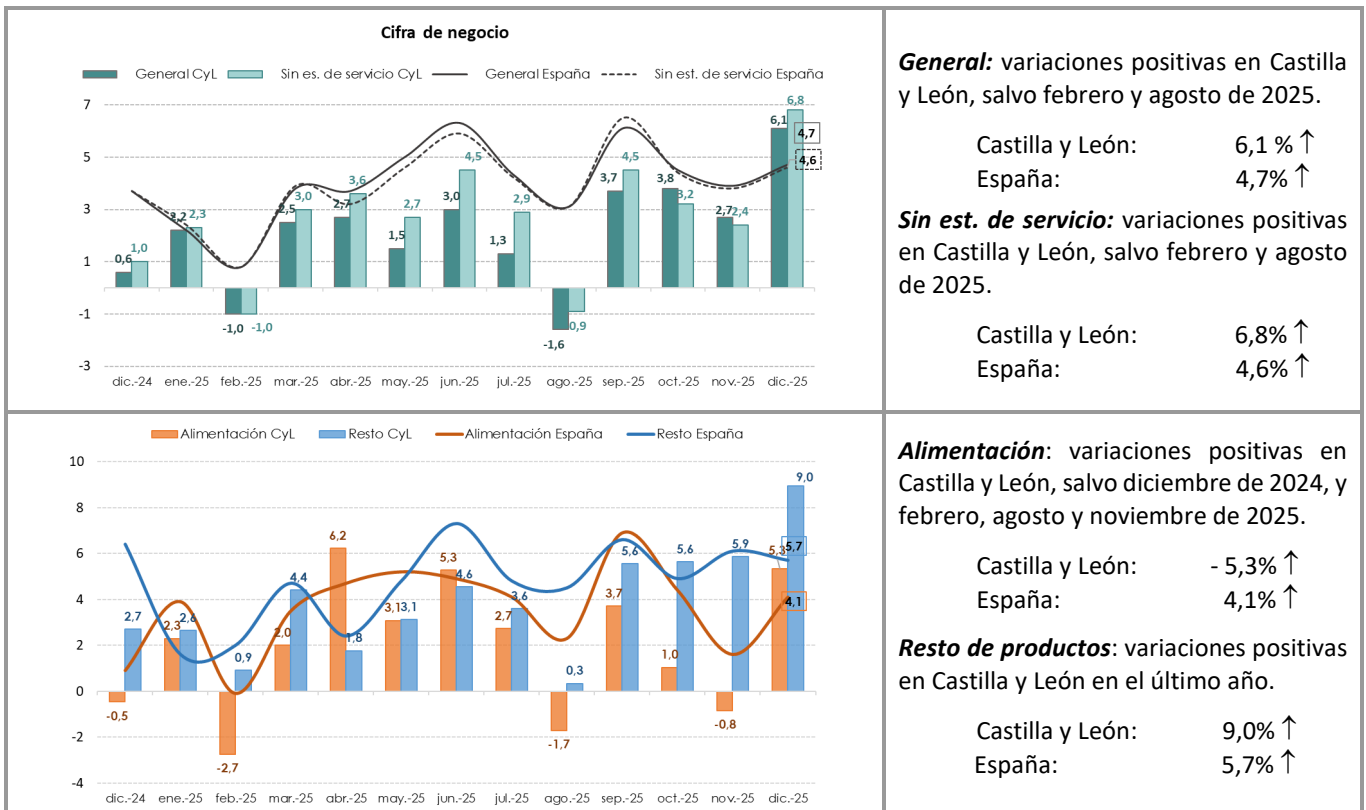 Cifra de negocio
General CyL Sin es. de servicio CyL General España Sin est. de servicio España
7
5
3
1
-1
-3
0,6 1,0
2,2 2,3
-1,0 -1,0
2,5 3,0
2,7 3,6
1,5 2,7
3,0 4,5
1,3 2,9
-1,6 0,9
3,7 4,5
3,8 3,2
2,7 2,4
6,1 6,8
4,7
4,6
dic.-24 ene.-25 feb.-25 mar.-25 abr.-25 may.-25 jun.-25 jul.-25 ago.-25 sep.-25 oct.-25 nov.-25 dic.-25
General: variaciones positivas en Castilla
y León, salvo febrero y agosto de 2025.
Castilla y León: 6,1 % ↑
España: 4,7% ↑
Sin est. de servicio: variaciones positivas
en Castilla y León, salvo febrero y agosto
de 2025.
Castilla y León: 6,8% ↑
España: 4,6% ↑
Alimentación CyL Resto CyL Alimentación España Resto España
10
8
6
4
2
0
-2
-4
-0,5 2,7
2,3 2,6
-2,7 0,9
2,0 4,4
6,2 1,8
3,1 3,1
5,3 4,6
2,7 3,6
-1,7 0,3
3,7 5,6
1,0 5,6
-0,8 5,9
5,3 9,0
5,7
4,1
dic.-24 ene.-25 feb.-25 mar.-25 abr.-25 may.-25 jun.-25 jul.-25 ago.-25 sep.-25 oct.-25 nov.-25 dic.-25
Alimentación: variaciones positivas en
Castilla y León, salvo diciembre de 2024, y
febrero, agosto y noviembre de 2025.
Castilla y León: - 5,3% ↑
España: 4,1% ↑
Resto de productos: variaciones positivas
en Castilla y León en el último año.
Castilla y León: 9,0% ↑
España: 5,7% ↑